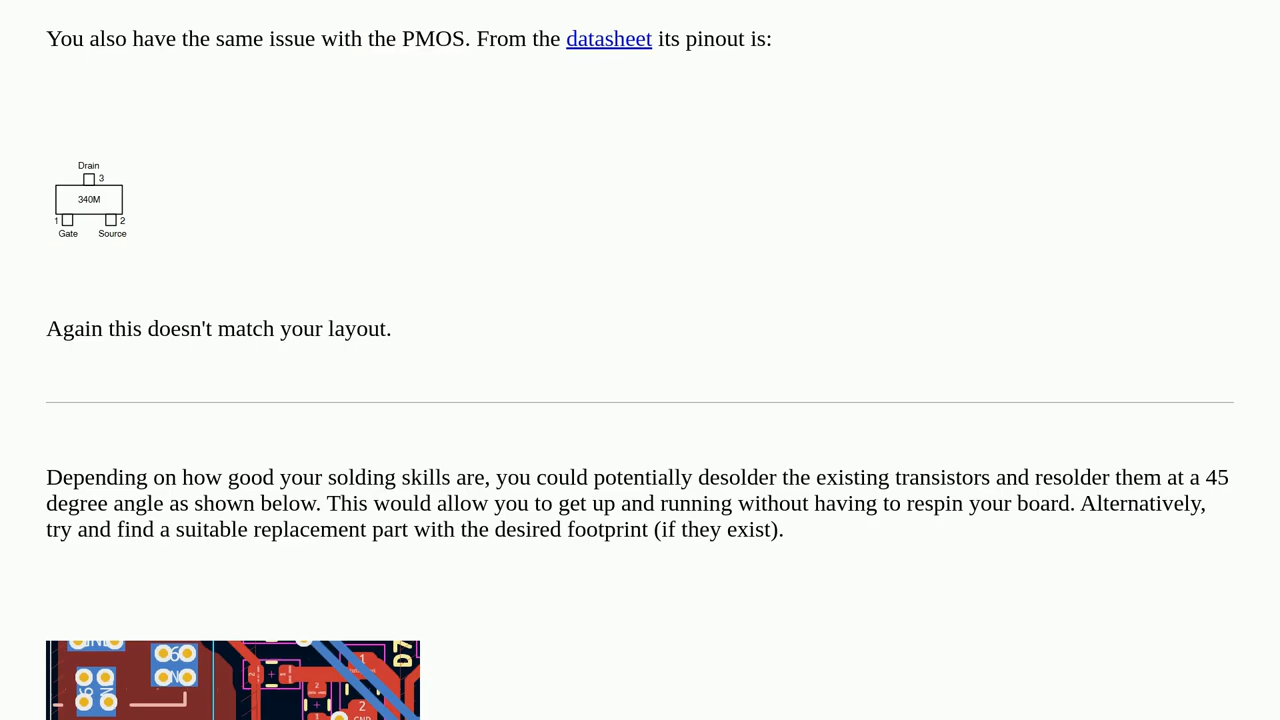 You also have the same issue with the PMOS. From the datasheet its pinout is:
Drain
3
340M
1 2
Gate Source
Again this doesn't match your layout.
Depending on how good your solding skills are, you could potentially desolder the existing transistors and resolder them at a 45
degree angle as shown below. This would allow you to get up and running without having to respin your board. Alternatively,
try and find a suitable replacement part with the desired footprint (if they exist).
D7
1
2